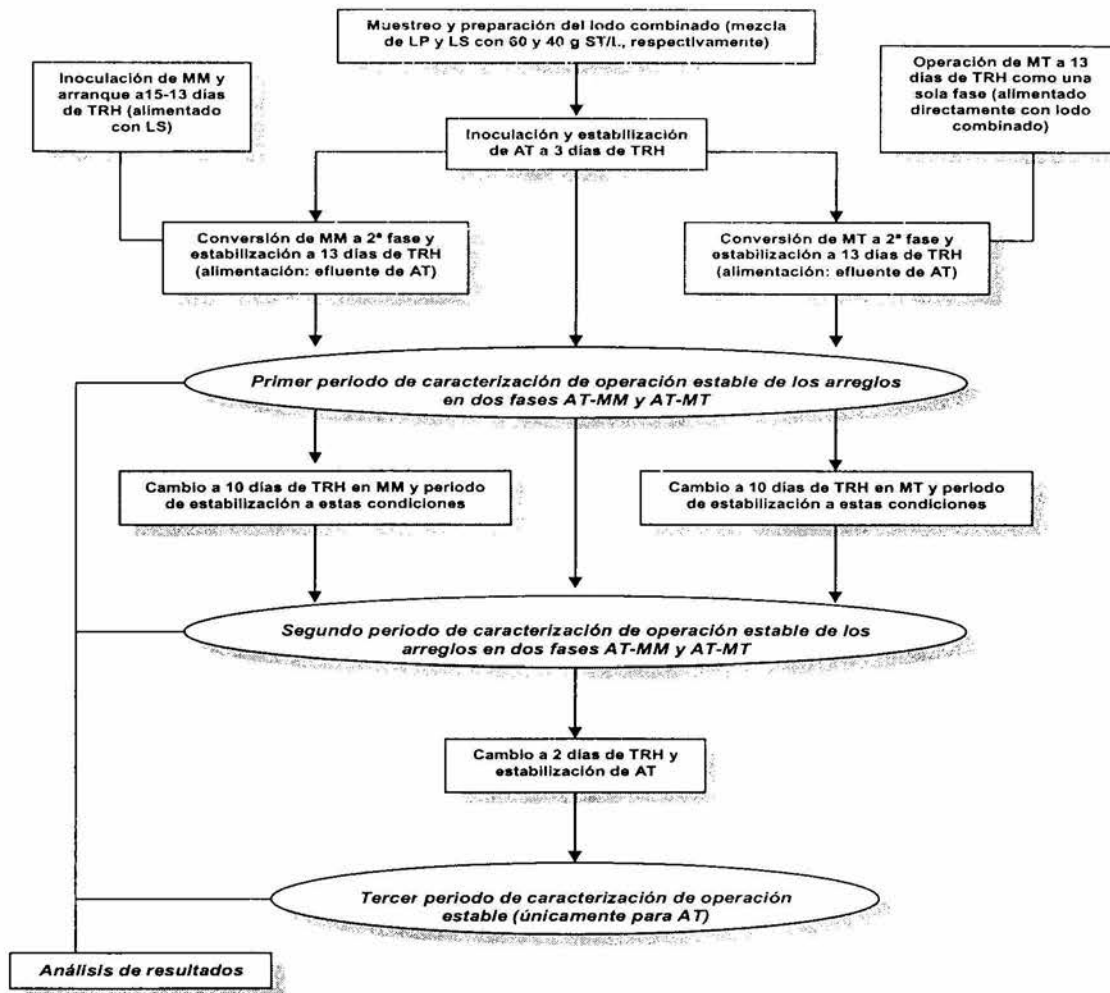 Muestreo y preparación del lodo combinado (mezcla
de LP y LS con 60 y 40 g ST/L, respectivamente)
Inoculación de MM y
arranque a15-13 días
de TRH (alimentado
con LS)
Operación de MT a 13
días de TRH como una
sola fase (alimentado
directamente con lodo
combinado)
Inoculación y estabilización
de AT a 3 días de TRH
Conversión de MM a 2ª fase y
estabilización a 13 días de TRH
(alimentación: efluente de AT)
Conversión de MT a 2ª fase y
estabilización a 13 días de TRH
(alimentación: efluente de AT)
Primer periodo de caracterización de operación estable de los arreglos
en dos fases AT-MM y AT-MT
Cambio a 10 días de TRH en MM y periodo
de estabilización a estas condiciones
Cambio a 10 días de TRH en MT y periodo
de estabilización a estas condiciones
Segundo periodo de caracterización de operación estable de los
arreglos en dos fases AT-MM y AT-MT
Cambio a 2 días de TRH y
estabilización de AT
Tercer periodo de caracterización de operación
estable (únicamente para AT)
Análisis de resultados